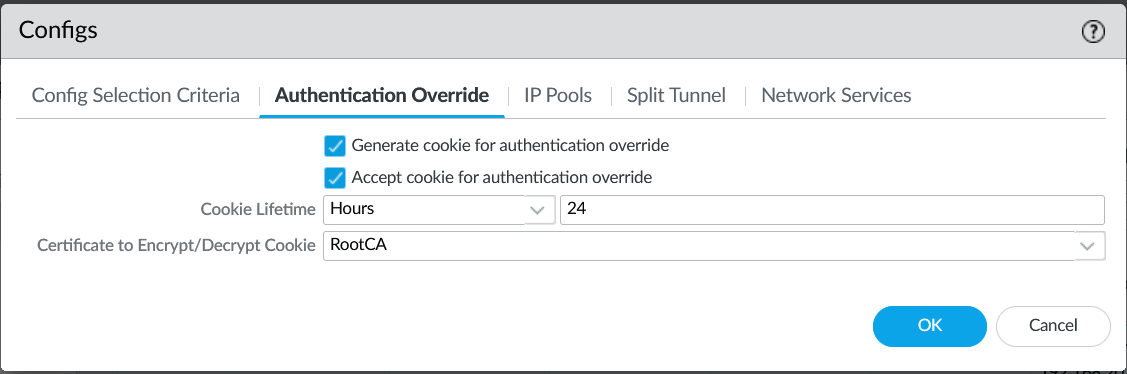 Configs
?
Config Selection Criteria Authentication Override IP Pools Split Tunnel Network Services
Generate cookie for authentication override
Accept cookie for authentication override
Cookie Lifetime Hours 24
Certificate to Encrypt/Decrypt Cookie RootCA
OK Cancel